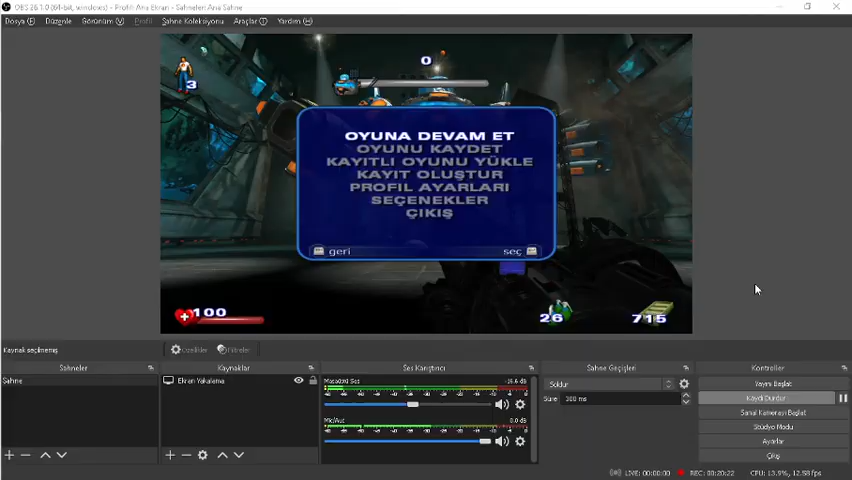 OBS 26.1.0 (64-bit, windows) - Profil: Ana Ekran - Sahneler: Ana Sahne
Dosya (F) Düzenle Görünüm (V) Profil Sahne Koleksiyonu Araçlar (T) Yardım (H)
3
0
OYUNA DEVAM ET
OYUNU KAYDET
KAYITLI OYUNU YÜKLE
KAYIT OLUŞTUR
PROFIL AYARLARI
SEÇENEKLER
ÇIKIŞ
geri seç
100
26
715
Kaynak seçilmemiş Özellikler Filtreler
Sahneler Kaynaklar Ses Karıştırıcı Sahne Geçişleri Kontroller
Sahne
Ekran Yakalama
Masaüstü Ses
Mic/Aux 0.0 dB
Soldur
Süre 300 ms
Yayını Başlat
Kaydı Durdur
Sanal Kamerayı Başlat
Stüdyo Modu
Ayarlar
Çıkış
LIVE: 00:00:00 REC: 00:20:22 CPU: 13.9%, 12.58 fps